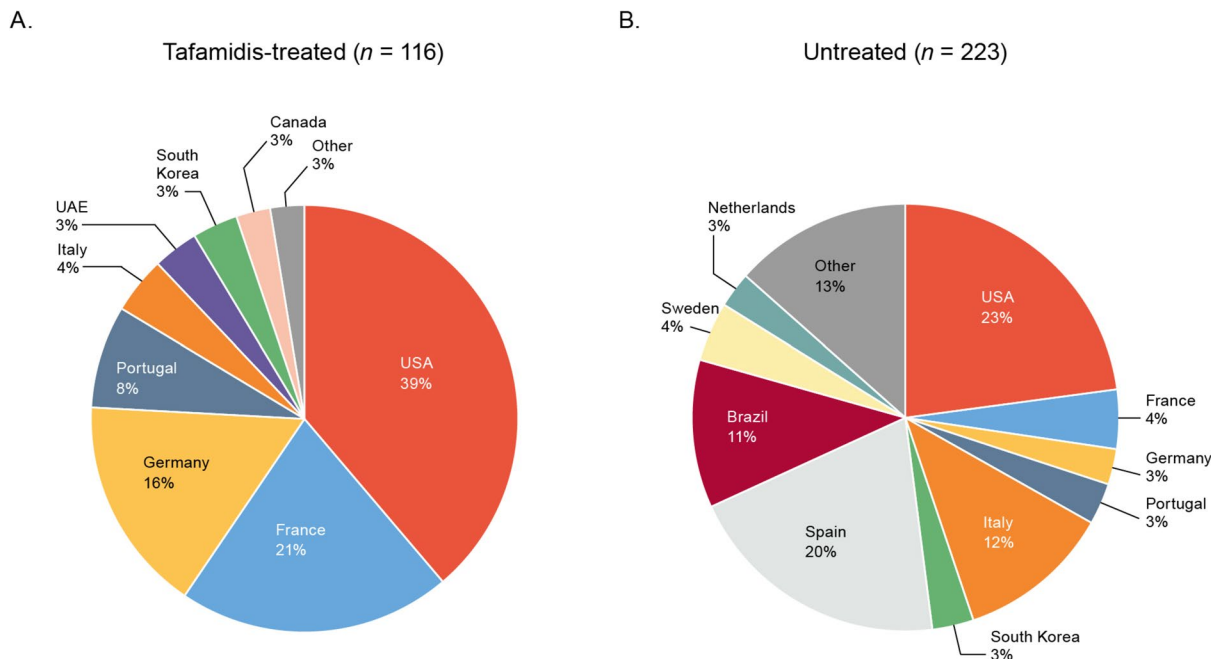 A.
Tafamidis-treated (n = 116)
Canada
3%
Other
3%
South
Korea
3%
UAE
3%
Italy
4%
Portugal
8%
Germany
16%
France
21%
USA
39%
B.
Untreated (n = 223)
Netherlands
3%
Other
13%
USA
23%
Sweden
4%
France
4%
Brazil
11%
Germany
3%
Portugal
3%
Italy
12%
Spain
20%
South Korea
3%